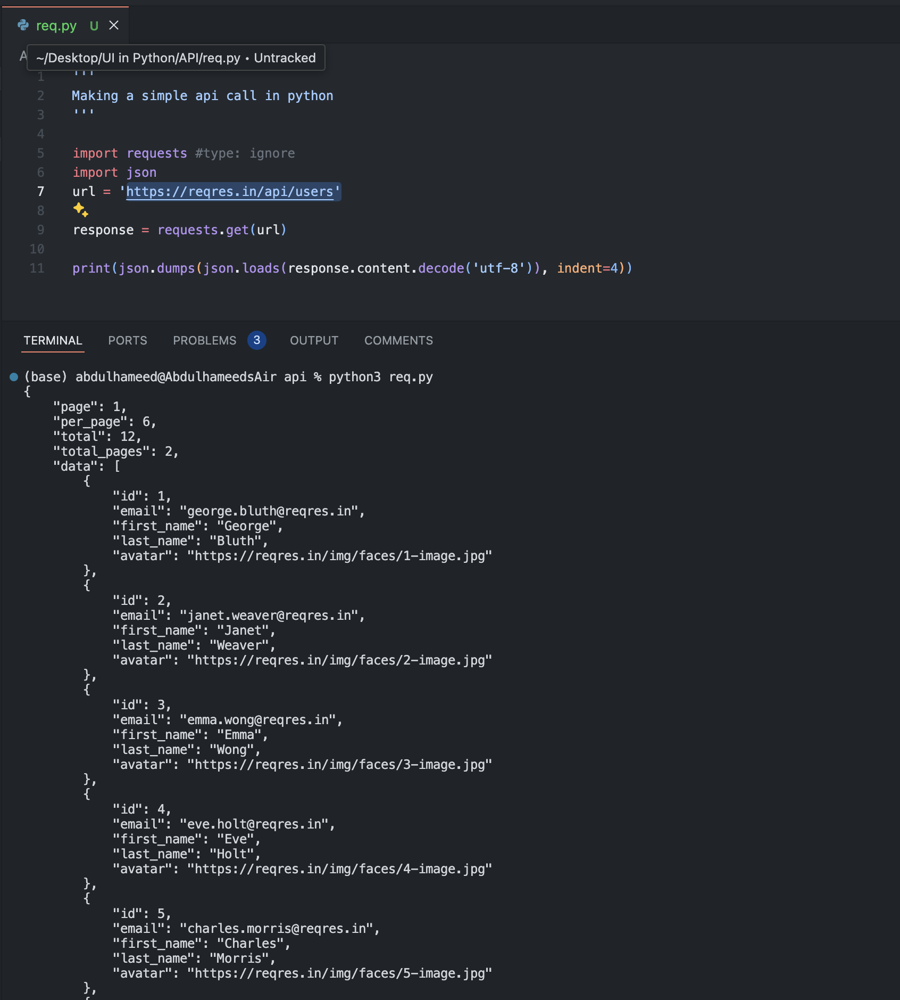 req.py U
A
~/Desktop/UI in Python/API/req.py • Untracked
1 '''
2 Making a simple api call in python
3 '''
4
5 import requests #type: ignore
6 import json
7 url = 'https://reqres.in/api/users'
8
9 response = requests.get(url)
10
11 print(json.dumps(json.loads(response.content.decode('utf-8')), indent=4))
TERMINAL PORTS PROBLEMS 3 OUTPUT COMMENTS
(base) abdulhameed@AbdulhameedsAir api % python3 req.py
{
    "page": 1,
    "per_page": 6,
    "total": 12,
    "total_pages": 2,
    "data": [
        {
            "id": 1,
            "email": "george.bluth@reqres.in",
            "first_name": "George",
            "last_name": "Bluth",
            "avatar": "https://reqres.in/img/faces/1-image.jpg"
        },
        {
            "id": 2,
            "email": "janet.weaver@reqres.in",
            "first_name": "Janet",
            "last_name": "Weaver",
            "avatar": "https://reqres.in/img/faces/2-image.jpg"
        },
        {
            "id": 3,
            "email": "emma.wong@reqres.in",
            "first_name": "Emma",
            "last_name": "Wong",
            "avatar": "https://reqres.in/img/faces/3-image.jpg"
        },
        {
            "id": 4,
            "email": "eve.holt@reqres.in",
            "first_name": "Eve",
            "last_name": "Holt",
            "avatar": "https://reqres.in/img/faces/4-image.jpg"
        },
        {
            "id": 5,
            "email": "charles.morris@reqres.in",
            "first_name": "Charles",
            "last_name": "Morris",
            "avatar": "https://reqres.in/img/faces/5-image.jpg"
        },
        {